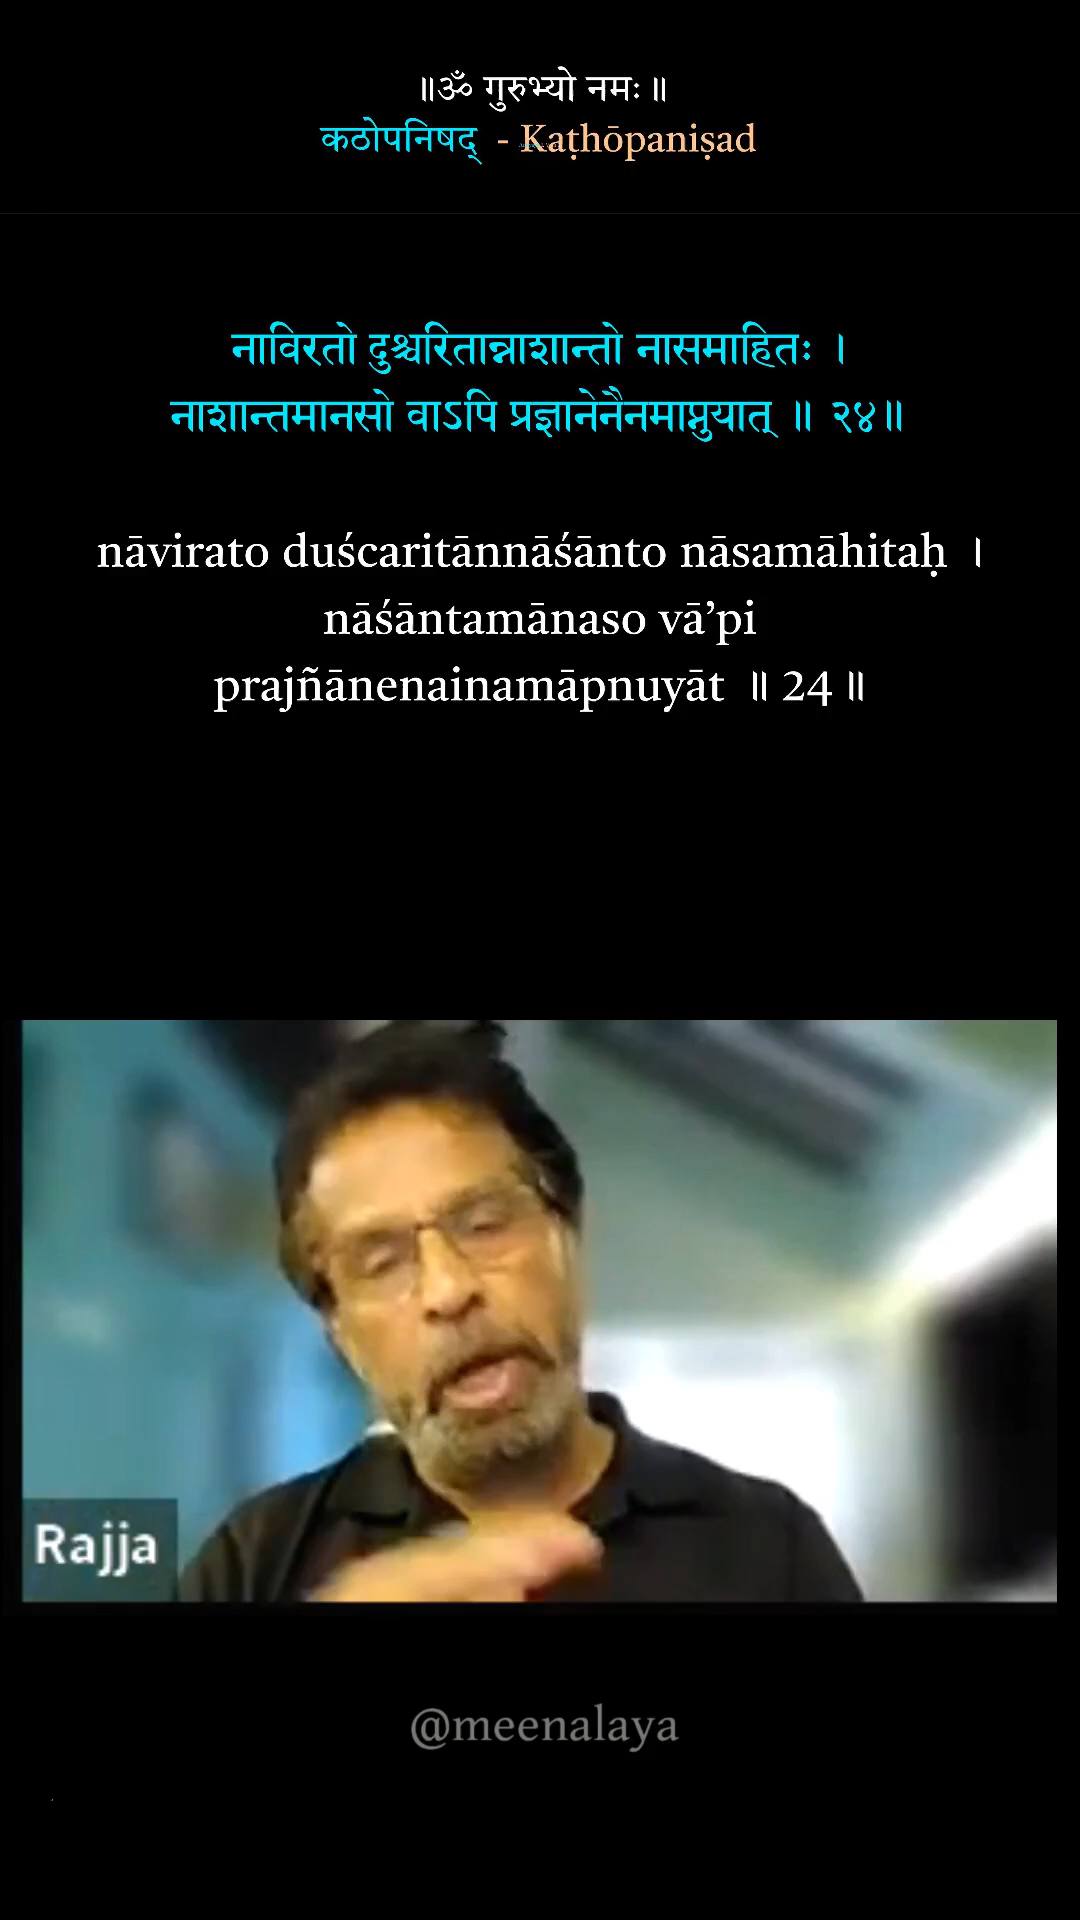 ॥ॐ गुरुभ्यो नमः॥
कठोपनिषद् - Kaṭhōpaniṣad
नाविरतो दुश्चरितान्नाशान्तो नासमाहितः ।
नाशान्तमानसो वाऽपि प्रज्ञानेनैनमाप्नुयात् ॥ २४॥
nāvirato duścaritānnāśānto nāsamāhitaḥ ।
nāśāntamānaso vā’pi
prajñānenainamāpnuyāt ॥ 24॥
Rajja
@meenalaya